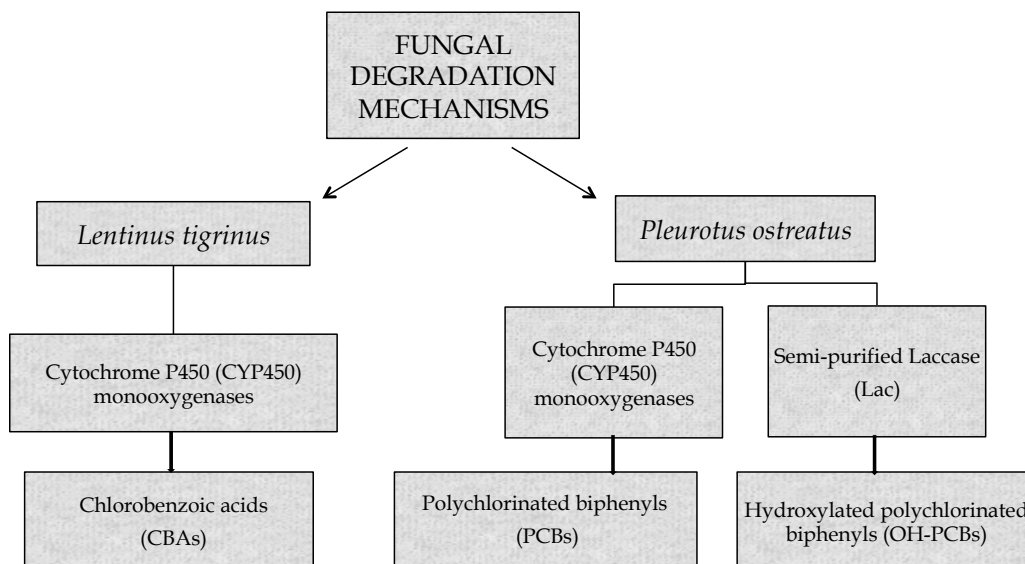 FUNGAL
DEGRADATION
MECHANISMS
Lentinus tigrinus
Pleurotus ostreatus
Cytochrome P450 (CYP450)
monooxygenases
Cytochrome P450
(CYP450)
monooxygenases
Semi-purified Laccase
(Lac)
Chlorobenzoic acids
(CBAs)
Polychlorinated biphenyls
(PCBs)
Hydroxylated polychlorinated
biphenyls (OH-PCBs)